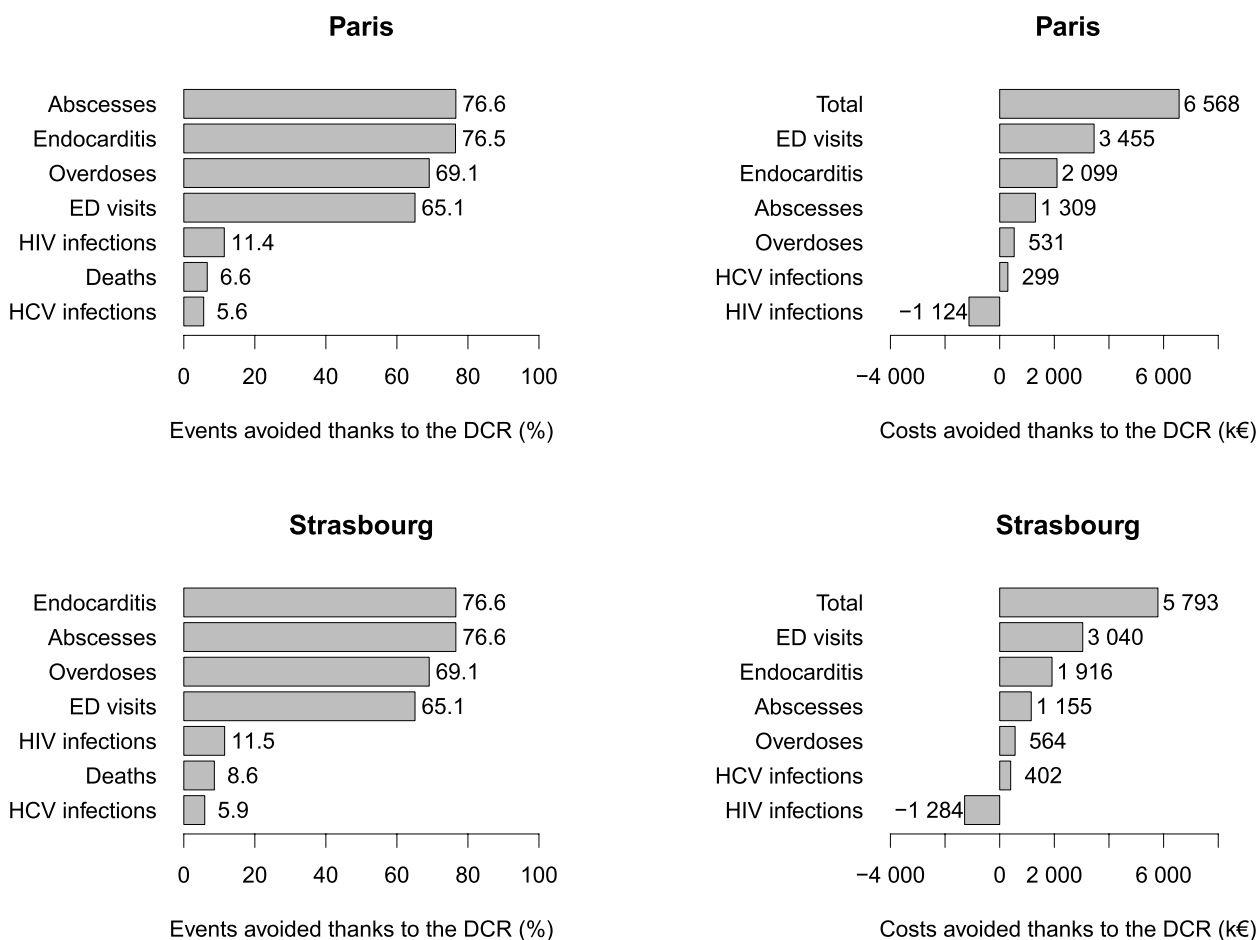 Paris
Abscesses 76.6
Endocarditis 76.5
Overdoses 69.1
ED visits 65.1
HIV infections 11.4
Deaths 6.6
HCV infections 5.6
0 20 40 60 80 100
Events avoided thanks to the DCR (%)
Paris
Total 6 568
ED visits 3 455
Endocarditis 2 099
Abscesses 1 309
Overdoses 531
HCV infections 299
HIV infections −1 124
−4 000 0 2 000 6 000
Costs avoided thanks to the DCR (k€)
Strasbourg
Endocarditis 76.6
Abscesses 76.6
Overdoses 69.1
ED visits 65.1
HIV infections 11.5
Deaths 8.6
HCV infections 5.9
0 20 40 60 80 100
Events avoided thanks to the DCR (%)
Strasbourg
Total 5 793
ED visits 3 040
Endocarditis 1 916
Abscesses 1 155
Overdoses 564
HCV infections 402
HIV infections −1 284
−4 000 0 2 000 6 000
Costs avoided thanks to the DCR (k€)